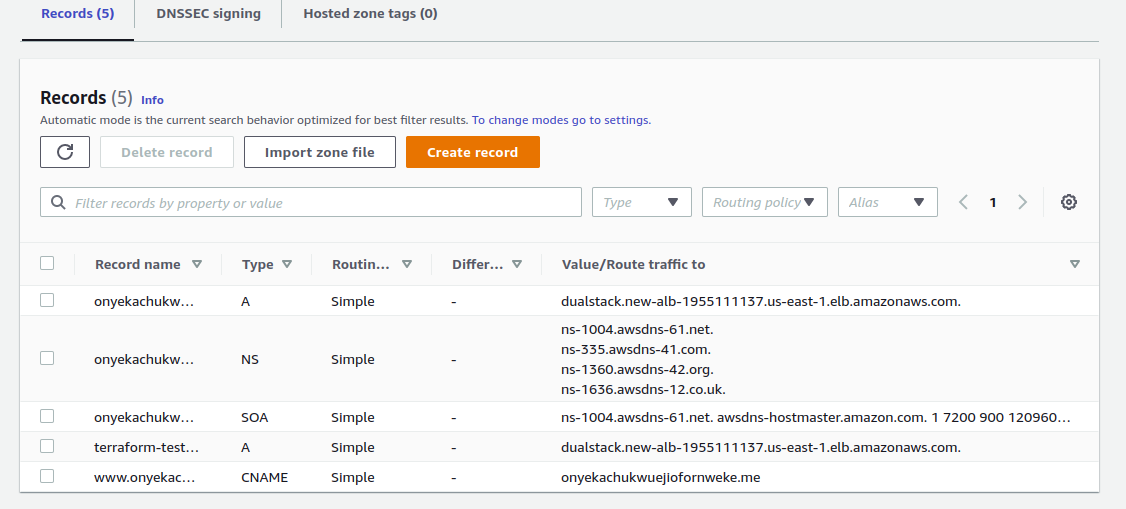 Records (5) DNSSEC signing Hosted zone tags (0)
Records (5) Info
Automatic mode is the current search behavior optimized for best filter results. To change modes go to settings.
Delete record Import zone file Create record
Filter records by property or value Type Routing policy Alias 1
Record name Type Routin... Differ... Value/Route traffic to
onyekachukw... A Simple - dualstack.new-alb-1955111137.us-east-1.elb.amazonaws.com.
ns-1004.awsdns-61.net.
ns-335.awsdns-41.com.
onyekachukw... NS Simple -
ns-1360.awsdns-42.org.
ns-1636.awsdns-12.co.uk.
onyekachukw... SOA Simple - ns-1004.awsdns-61.net. awsdns-hostmaster.amazon.com. 1 7200 900 120960...
terraform-test... A Simple - dualstack.new-alb-1955111137.us-east-1.elb.amazonaws.com.
www.onyekac... CNAME Simple - onyekachukwuejiofornweke.me